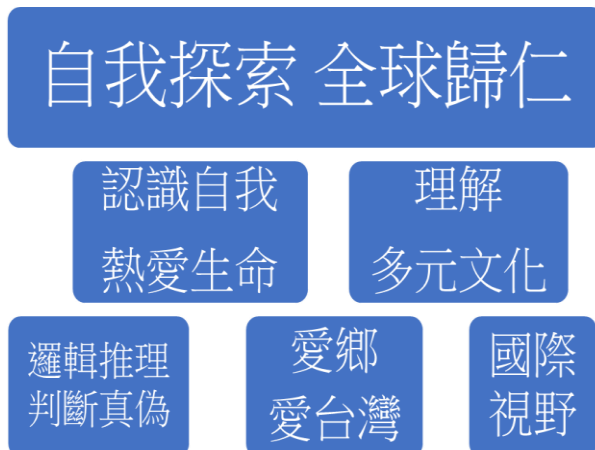 自我探索 全球歸仁
認識自我
熱愛生命
理解
多元文化
邏輯推理
判斷真偽
愛鄉
愛台灣
國際
視野